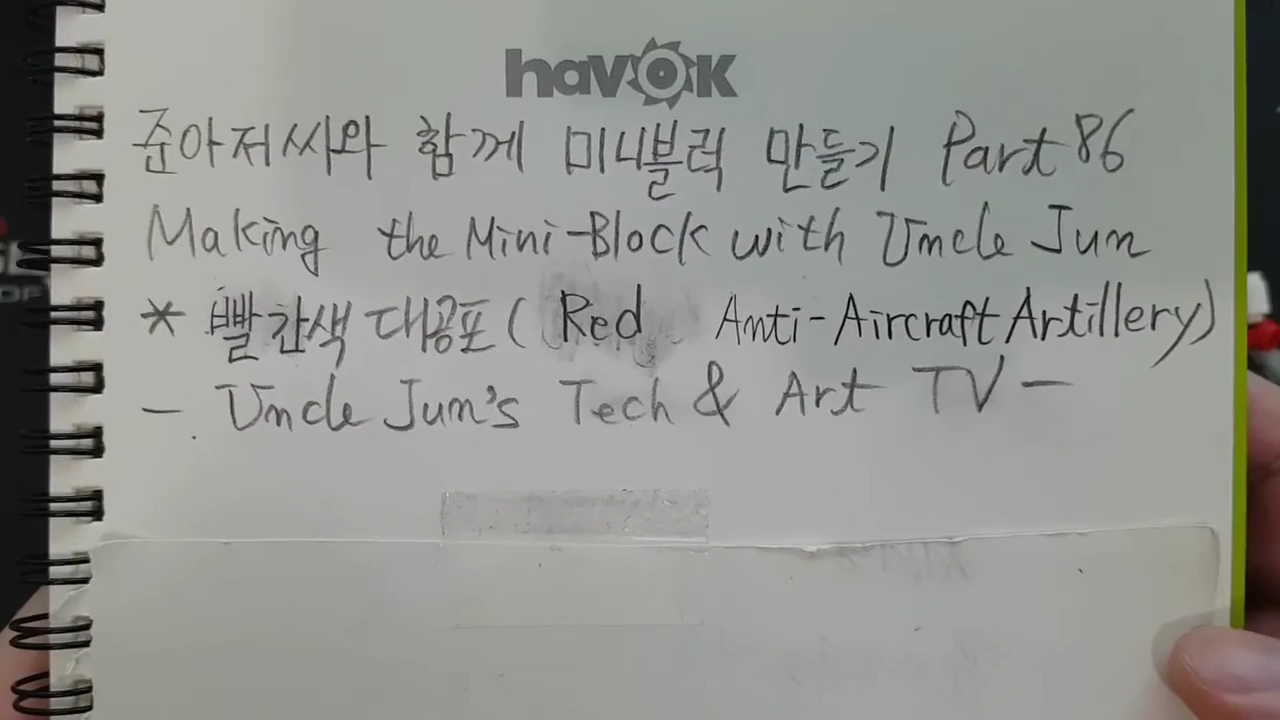 havok
준아저씨와 함께 미니블럭 만들기 Part 86
Making the Mini-Block with Uncle Jun
* 빨간색 대공포 ( Red Anti-Aircraft Artillery)
- Uncle Jun's Tech & Art TV -